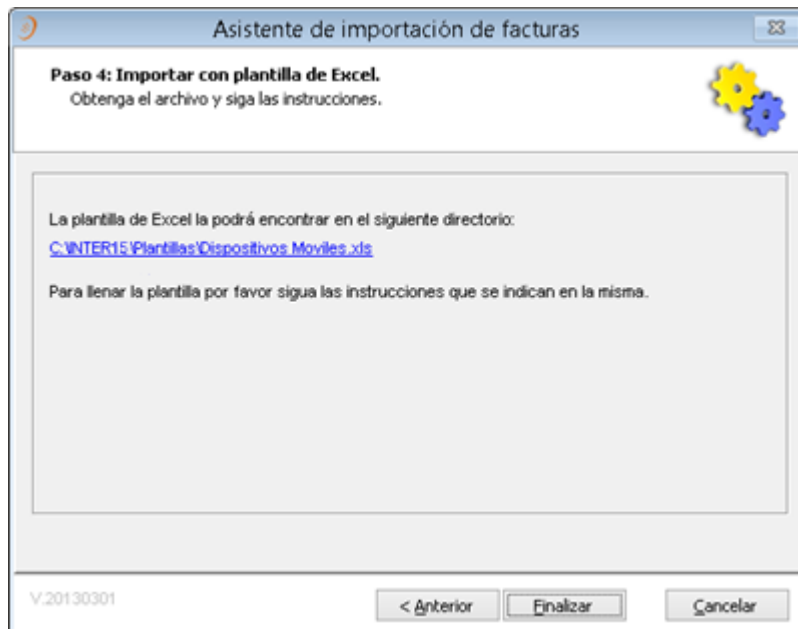 Asistente de importación de facturas
Paso 4: Importar con plantilla de Excel.
Obtenga el archivo y siga las instrucciones.
La plantilla de Excel la podrá encontrar en el siguiente directorio:
C:\INTER15\Plantillas\Dispositivos Moviles.xls
Para llenar la plantilla por favor sigua las instrucciones que se indican en la misma.
V.20130301
< Anterior
Finalizar
Cancelar